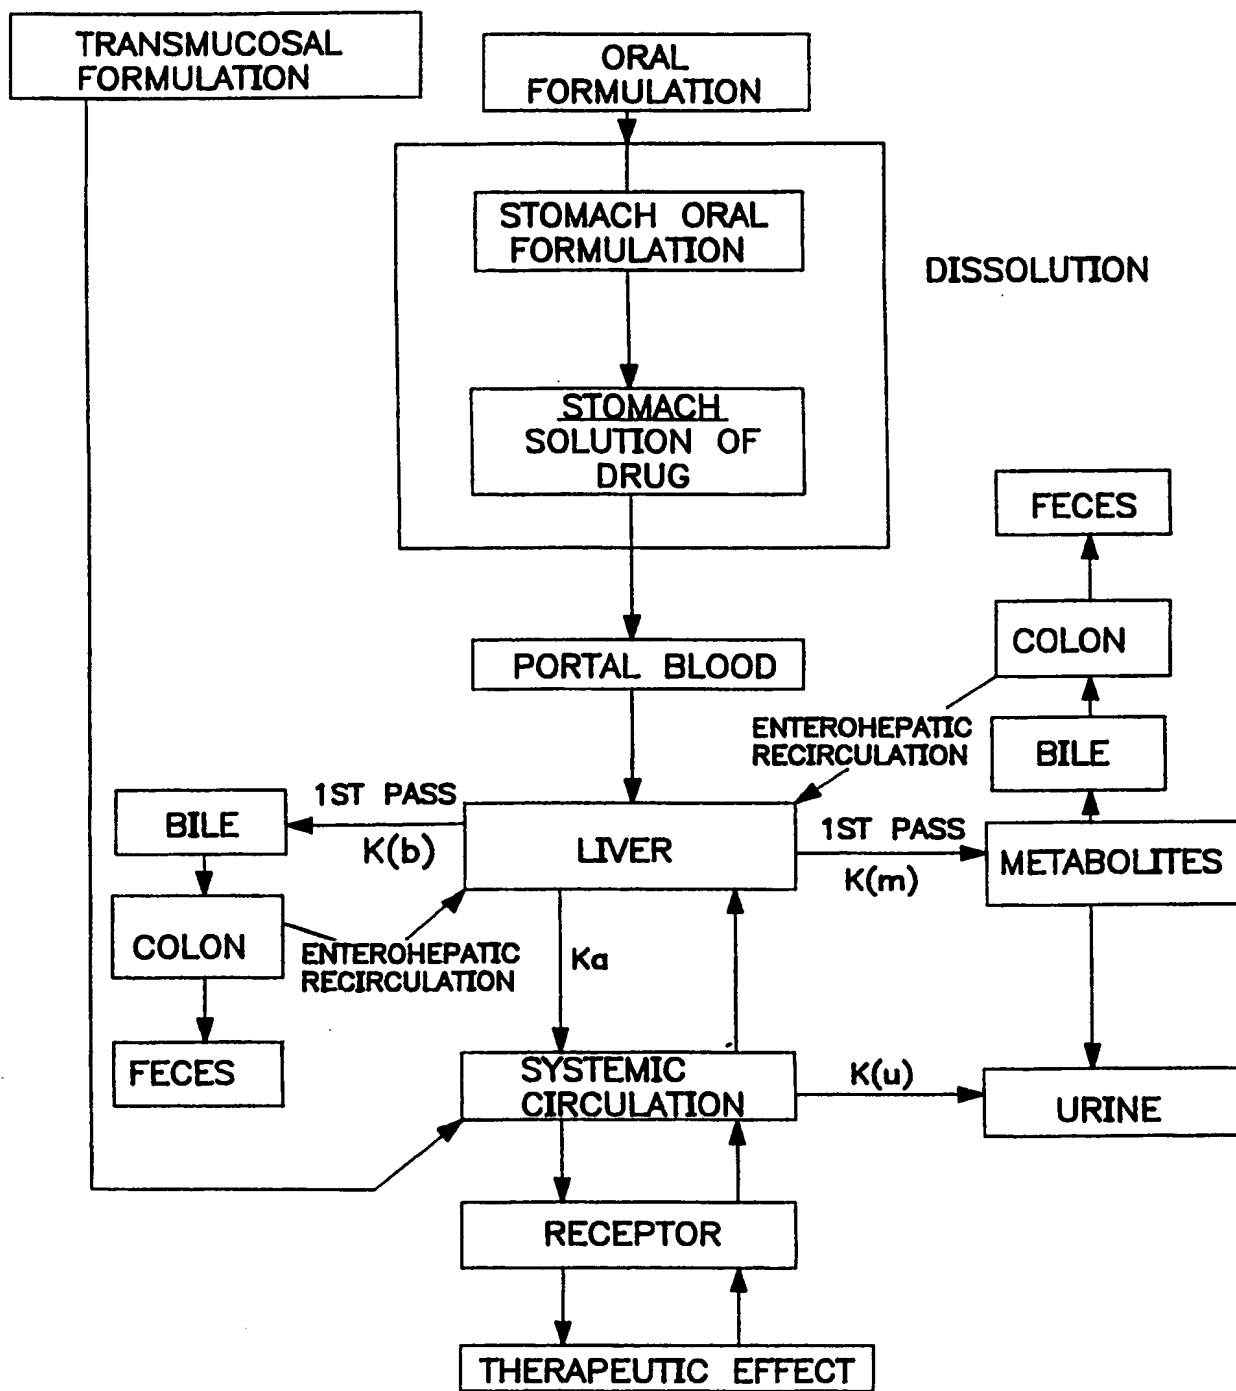 TRANSMUCOSAL
FORMULATION
ORAL
FORMULATION
STOMACH ORAL
FORMULATION
DISSOLUTION
STOMACH
SOLUTION OF
DRUG
FECES
COLON
PORTAL BLOOD
ENTEROHEPATIC
RECIRCULATION
BILE
1ST PASS
BILE
K(b)
LIVER
1ST PASS
K(m)
METABOLITES
COLON
ENTEROHEPATIC
RECIRCULATION
Ka
FECES
SYSTEMIC
CIRCULATION
K(u)
URINE
RECEPTOR
THERAPEUTIC EFFECT